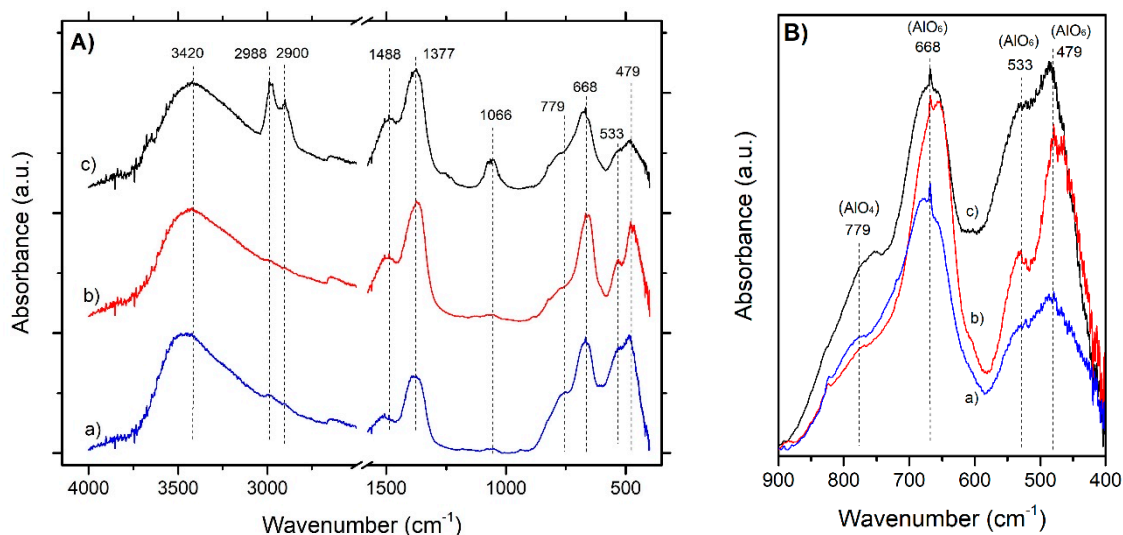 A)
3420
2988 2900
1488
1377
1066
779
668
533
479
c)
b)
a)
Absorbance (a.u.)
4000 3500 3000 1500 1000 500
Wavenumber (cm⁻¹)
B)
(AlO₆)
668
(AlO₆)
533
(AlO₆)
479
(AlO₄)
779
c)
b)
a)
Absorbance (a.u.)
900 800 700 600 500 400
Wavenumber (cm⁻¹)